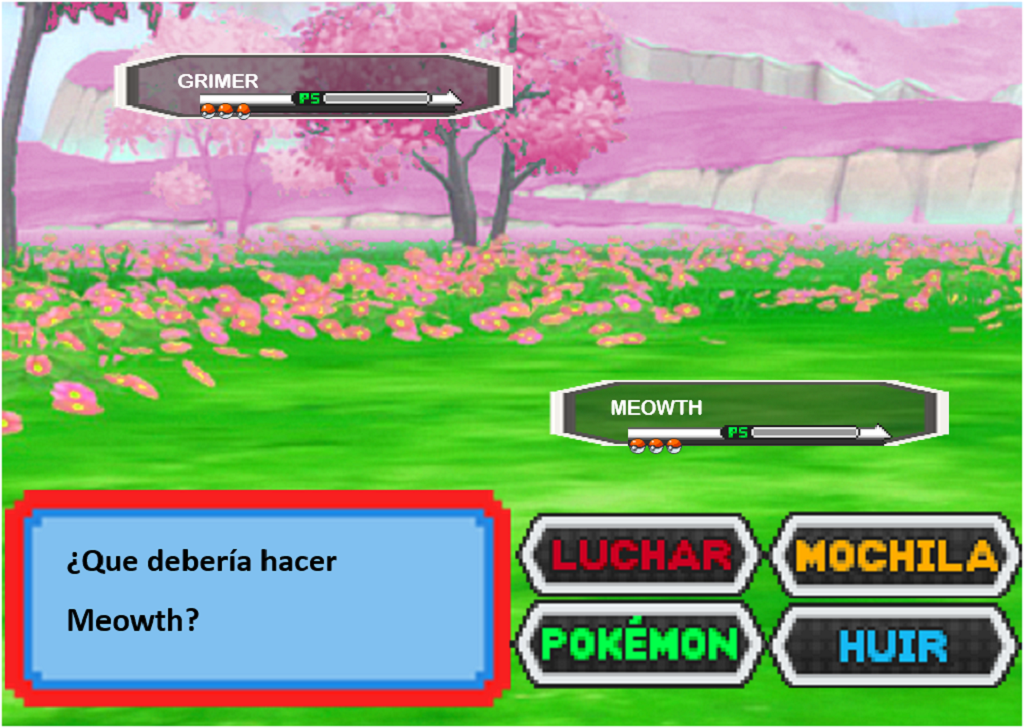 GRIMER
PS
MEOWTH
PS
¿Que debería hacer
Meowth?
LUCHAR
MOCHILA
POKÉMON
HUIR